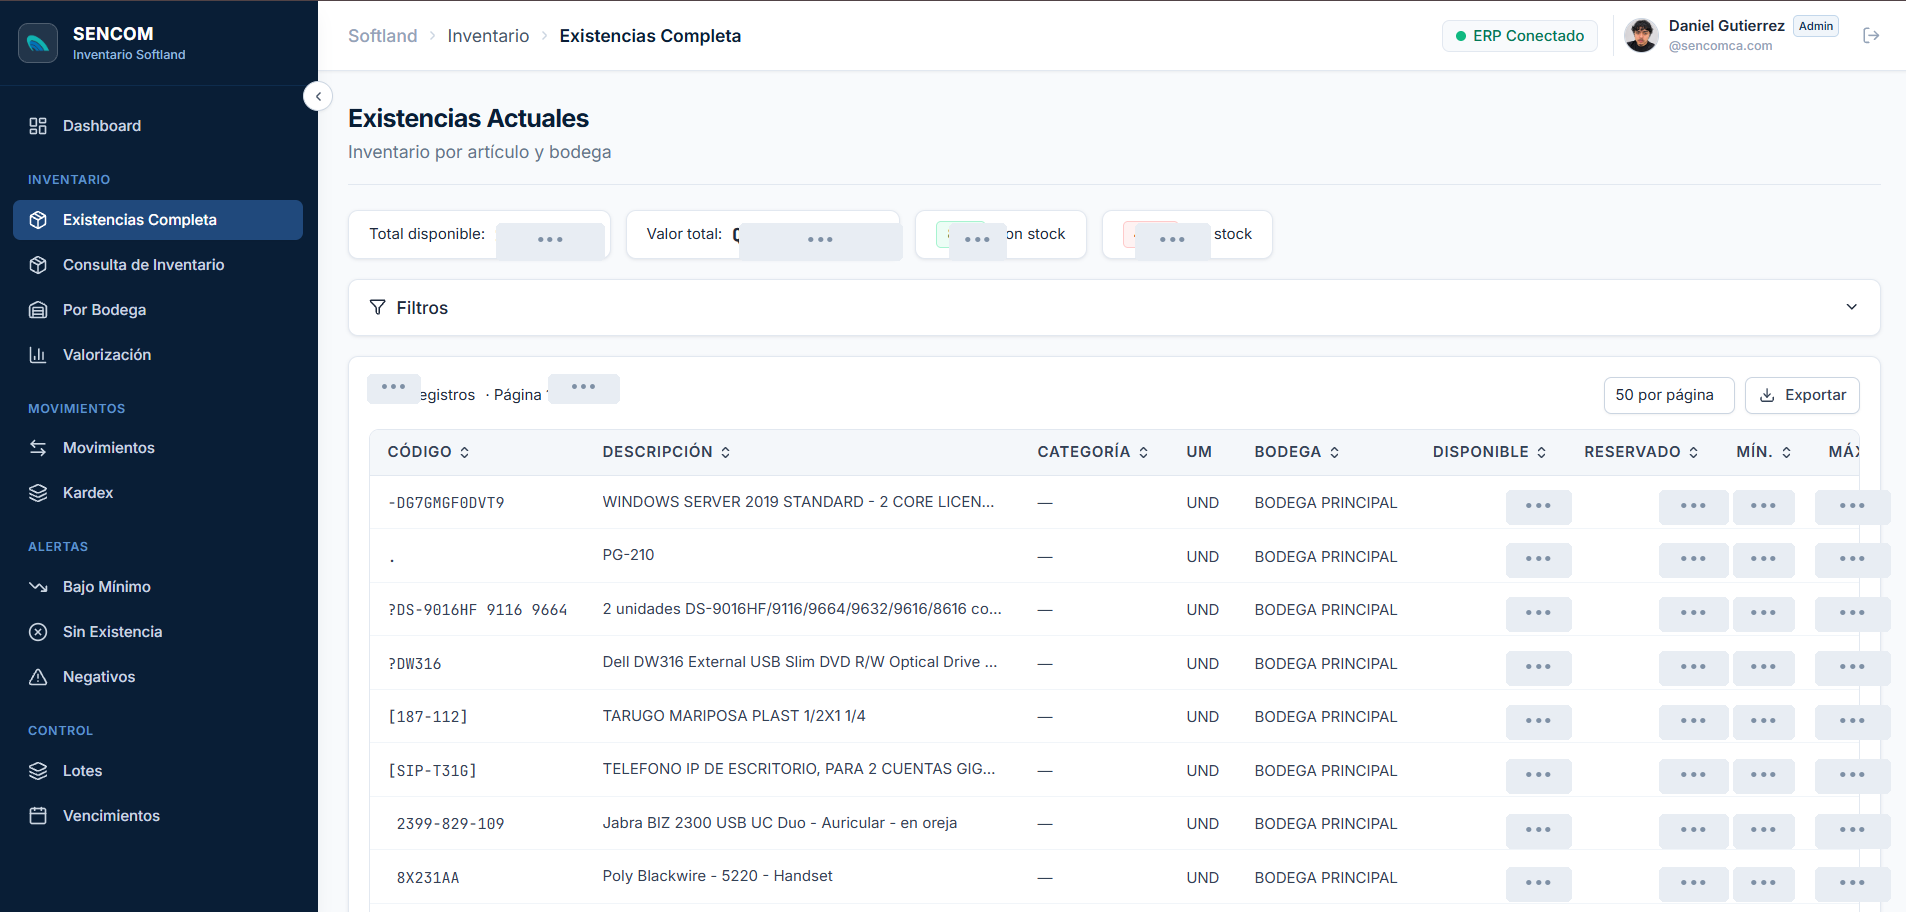 SENCOM
Inventario Softland
Dashboard
INVENTARIO
Existencias Completa
Consulta de Inventario
Por Bodega
Valorización
MOVIMIENTOS
Movimientos
Kardex
ALERTAS
Bajo Mínimo
Sin Existencia
Negativos
CONTROL
Lotes
Vencimientos
Softland > Inventario > Existencias Completa
ERP Conectado
Daniel Gutierrez Admin
@sencomca.com
Existencias Actuales
Inventario por artículo y bodega
Total disponible: •••
Valor total: •••
••• on stock
••• stock
Filtros
••• egistros · Página •••
50 por página
Exportar
CÓDIGO DESCRIPCIÓN CATEGORÍA UM BODEGA DISPONIBLE RESERVADO MÍN. MÁX
-DG7GMGF0DVT9 WINDOWS SERVER 2019 STANDARD - 2 CORE LICEN... — UND BODEGA PRINCIPAL ••• ••• ••• •••
. PG-210 — UND BODEGA PRINCIPAL ••• ••• ••• •••
?DS-9016HF 9116 9664 2 unidades DS-9016HF/9116/9664/9632/9616/8616 co... — UND BODEGA PRINCIPAL ••• ••• ••• •••
?DW316 Dell DW316 External USB Slim DVD R/W Optical Drive ... — UND BODEGA PRINCIPAL ••• ••• ••• •••
[187-112] TARUGO MARIPOSA PLAST 1/2X1 1/4 — UND BODEGA PRINCIPAL ••• ••• ••• •••
[SIP-T31G] TELEFONO IP DE ESCRITORIO, PARA 2 CUENTAS GIG... — UND BODEGA PRINCIPAL ••• ••• ••• •••
2399-829-109 Jabra BIZ 2300 USB UC Duo - Auricular - en oreja — UND BODEGA PRINCIPAL ••• ••• ••• •••
8X231AA Poly Blackwire - 5220 - Handset — UND BODEGA PRINCIPAL ••• ••• ••• •••